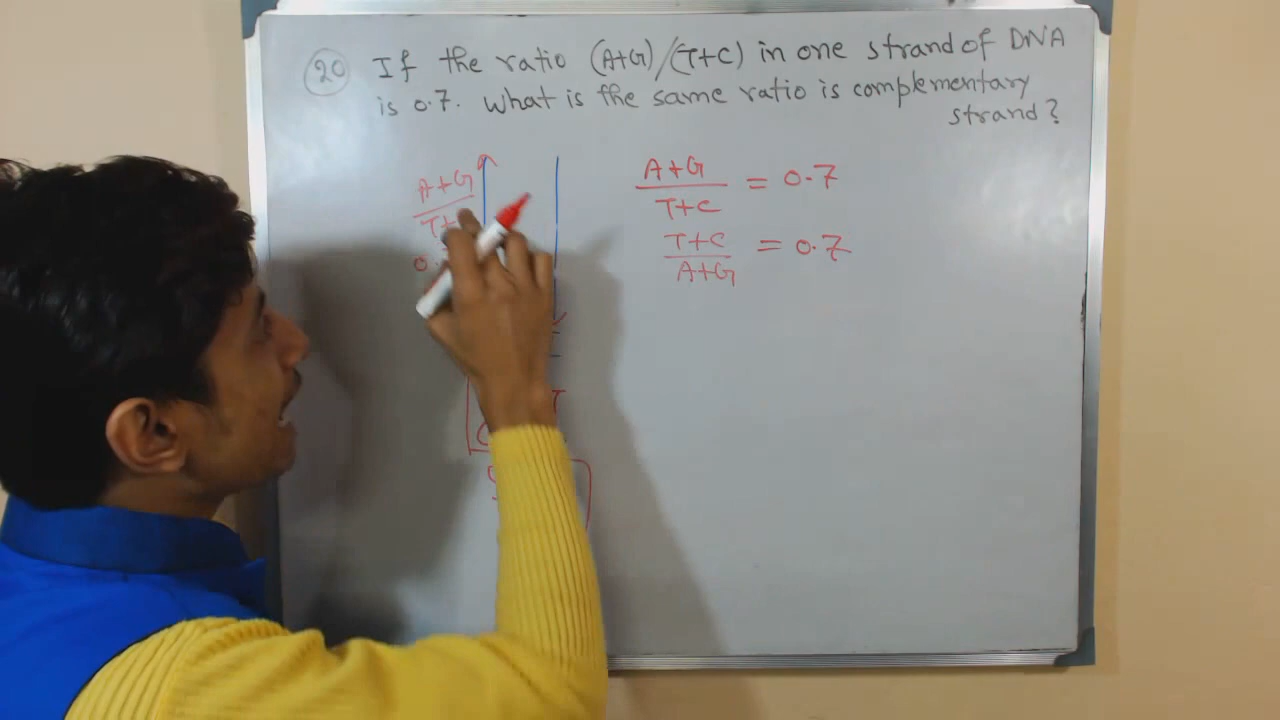 20 If the ratio (A+G)/(T+C) in one strand of DNA
is 0.7. What is the same ratio is complementary
strand?
A+G
T+
0.
A+G
T+C = 0.7
T+C
A+G = 0.7
T